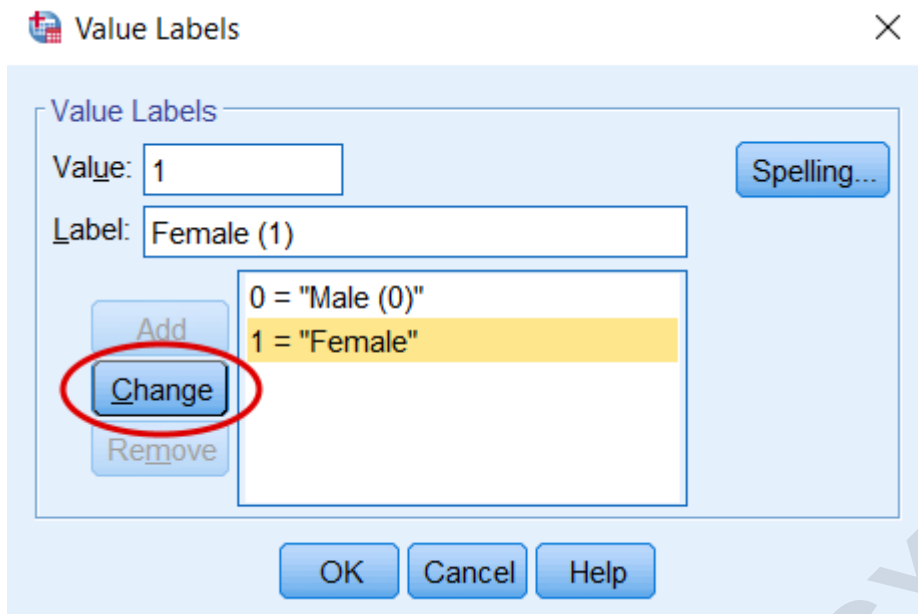 Value Labels
Value Labels
Value: 1
Spelling...
Label: Female (1)
0 = "Male (0)"
Add
1 = "Female"
Change
Remove
OK Cancel Help